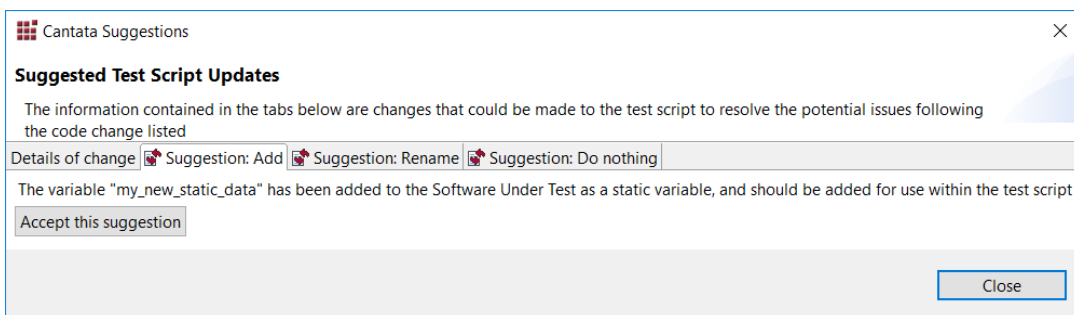 Cantata Suggestions
Suggested Test Script Updates
The information contained in the tabs below are changes that could be made to the test script to resolve the potential issues following
the code change listed
Details of change Suggestion: Add Suggestion: Rename Suggestion: Do nothing
The variable "my_new_static_data" has been added to the Software Under Test as a static variable, and should be added for use within the test script
Accept this suggestion
Close